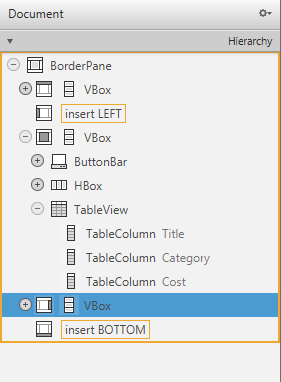 Document
Hierarchy
BorderPane
VBox
insert LEFT
VBox
ButtonBar
HBox
TableView
TableColumn Title
TableColumn Category
TableColumn Cost
VBox
insert BOTTOM